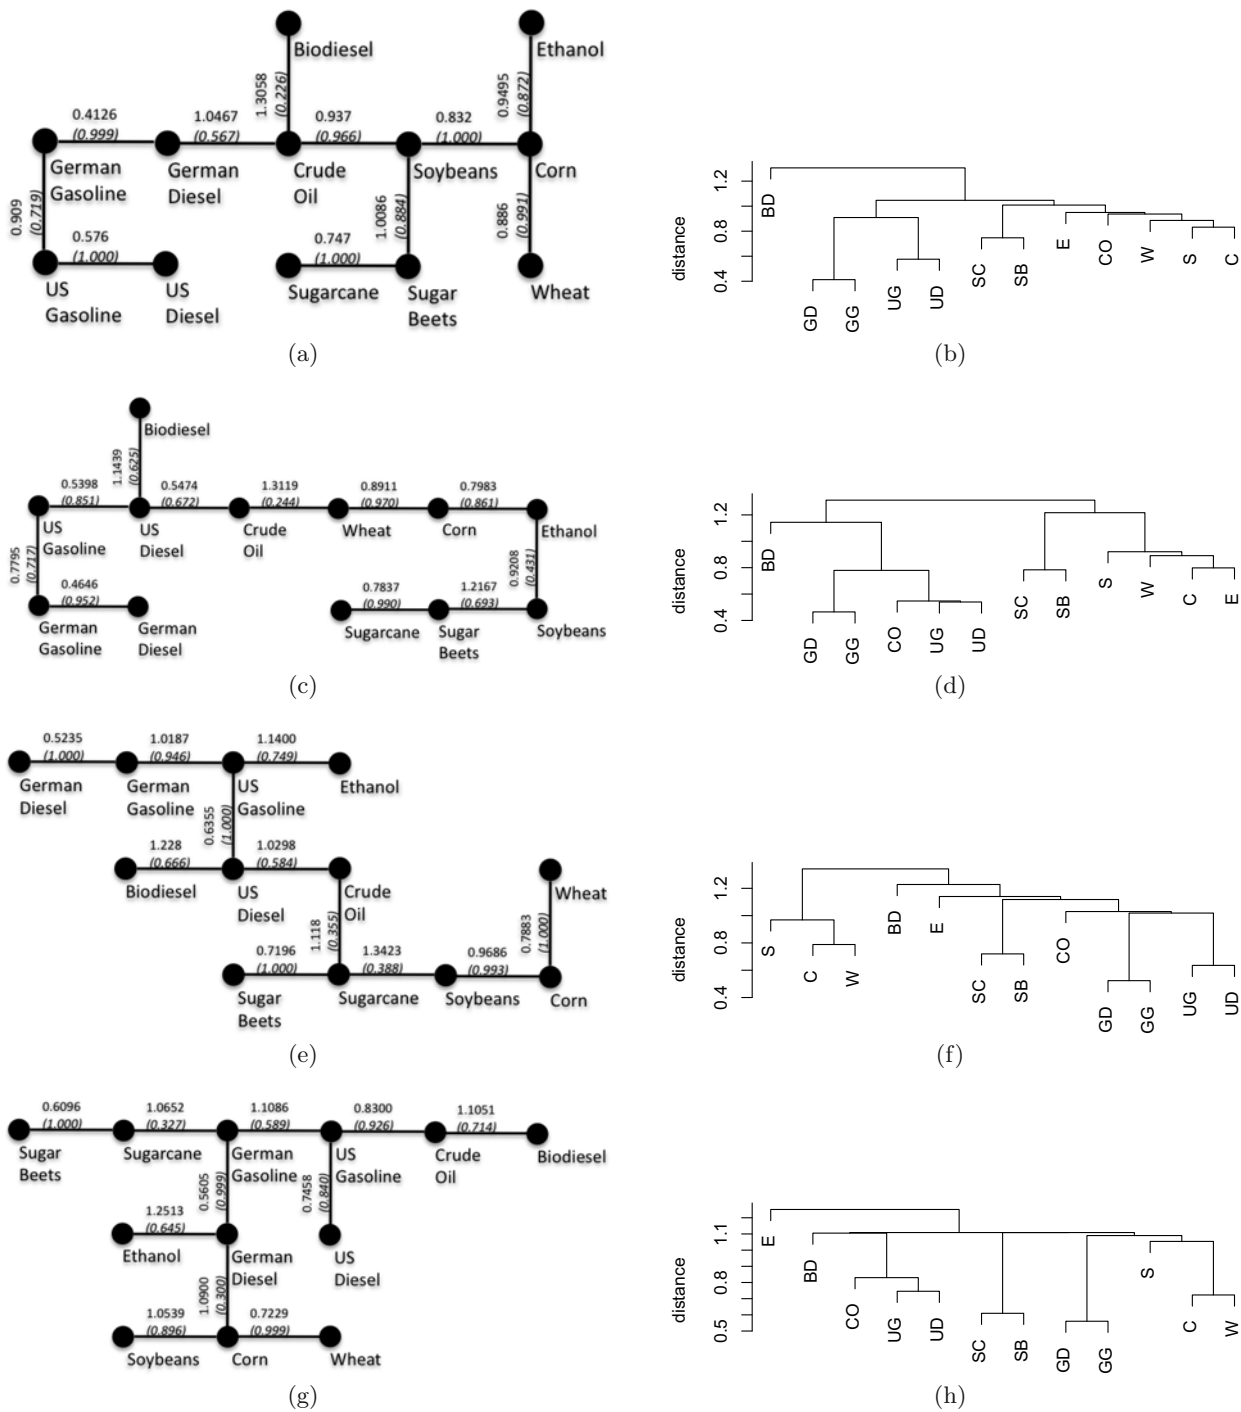 Biodiesel
Ethanol
1.3058
(0.226)
0.9495
(0.872)
0.4126
(0.999)
1.0467
(0.567)
0.937
(0.966)
0.832
(1.000)
German
Gasoline
German
Diesel
Crude
Oil
Soybeans
Corn
0.909
(0.719)
1.0086
(0.884)
0.886
(0.991)
0.576
(1.000)
0.747
(1.000)
US
Gasoline
US
Diesel
Sugarcane
Sugar
Beets
Wheat
(a)
distance
0.4
0.8
1.2
BD
GD
GG
UG
UD
SC
SB
E
CO
W
S
C
(b)
Biodiesel
1.1439
(0.625)
0.5398
(0.851)
0.5474
(0.672)
1.3119
(0.244)
0.8911
(0.970)
0.7983
(0.861)
US
Gasoline
US
Diesel
Crude
Oil
Wheat
Corn
Ethanol
0.7795
(0.717)
0.9208
(0.431)
0.4646
(0.952)
0.7837
(0.990)
1.2167
(0.693)
German
Gasoline
German
Diesel
Sugarcane
Sugar
Beets
Soybeans
(c)
distance
0.4
0.8
1.2
BD
GD
GG
CO
UG
UD
SC
SB
S
W
C
E
(d)
0.5235
(1.000)
1.0187
(0.946)
1.1400
(0.749)
German
Diesel
German
Gasoline
US
Gasoline
Ethanol
0.6355
(1.000)
1.228
(0.666)
1.0298
(0.584)
Biodiesel
US
Diesel
Crude
Oil
Wheat
1.118
(0.355)
0.7883
(1.000)
0.7196
(1.000)
1.3423
(0.388)
0.9686
(0.993)
Sugar
Beets
Sugarcane
Soybeans
Corn
(e)
distance
0.4
0.8
1.2
S
C
W
BD
E
SC
SB
CO
GD
GG
UG
UD
(f)
0.6096
(1.000)
1.0652
(0.327)
1.1086
(0.589)
0.8300
(0.926)
1.1051
(0.714)
Sugar
Beets
Sugarcane
German
Gasoline
US
Gasoline
Crude
Oil
Biodiesel
0.5605
(0.999)
0.7458
(0.840)
1.2513
(0.645)
Ethanol
German
Diesel
US
Diesel
1.0900
(0.300)
1.0539
(0.896)
0.7229
(0.999)
Soybeans
Corn
Wheat
(g)
distance
0.5
0.8
1.1
E
BD
CO
UG
UD
SC
SB
GD
GG
S
C
W
(h)